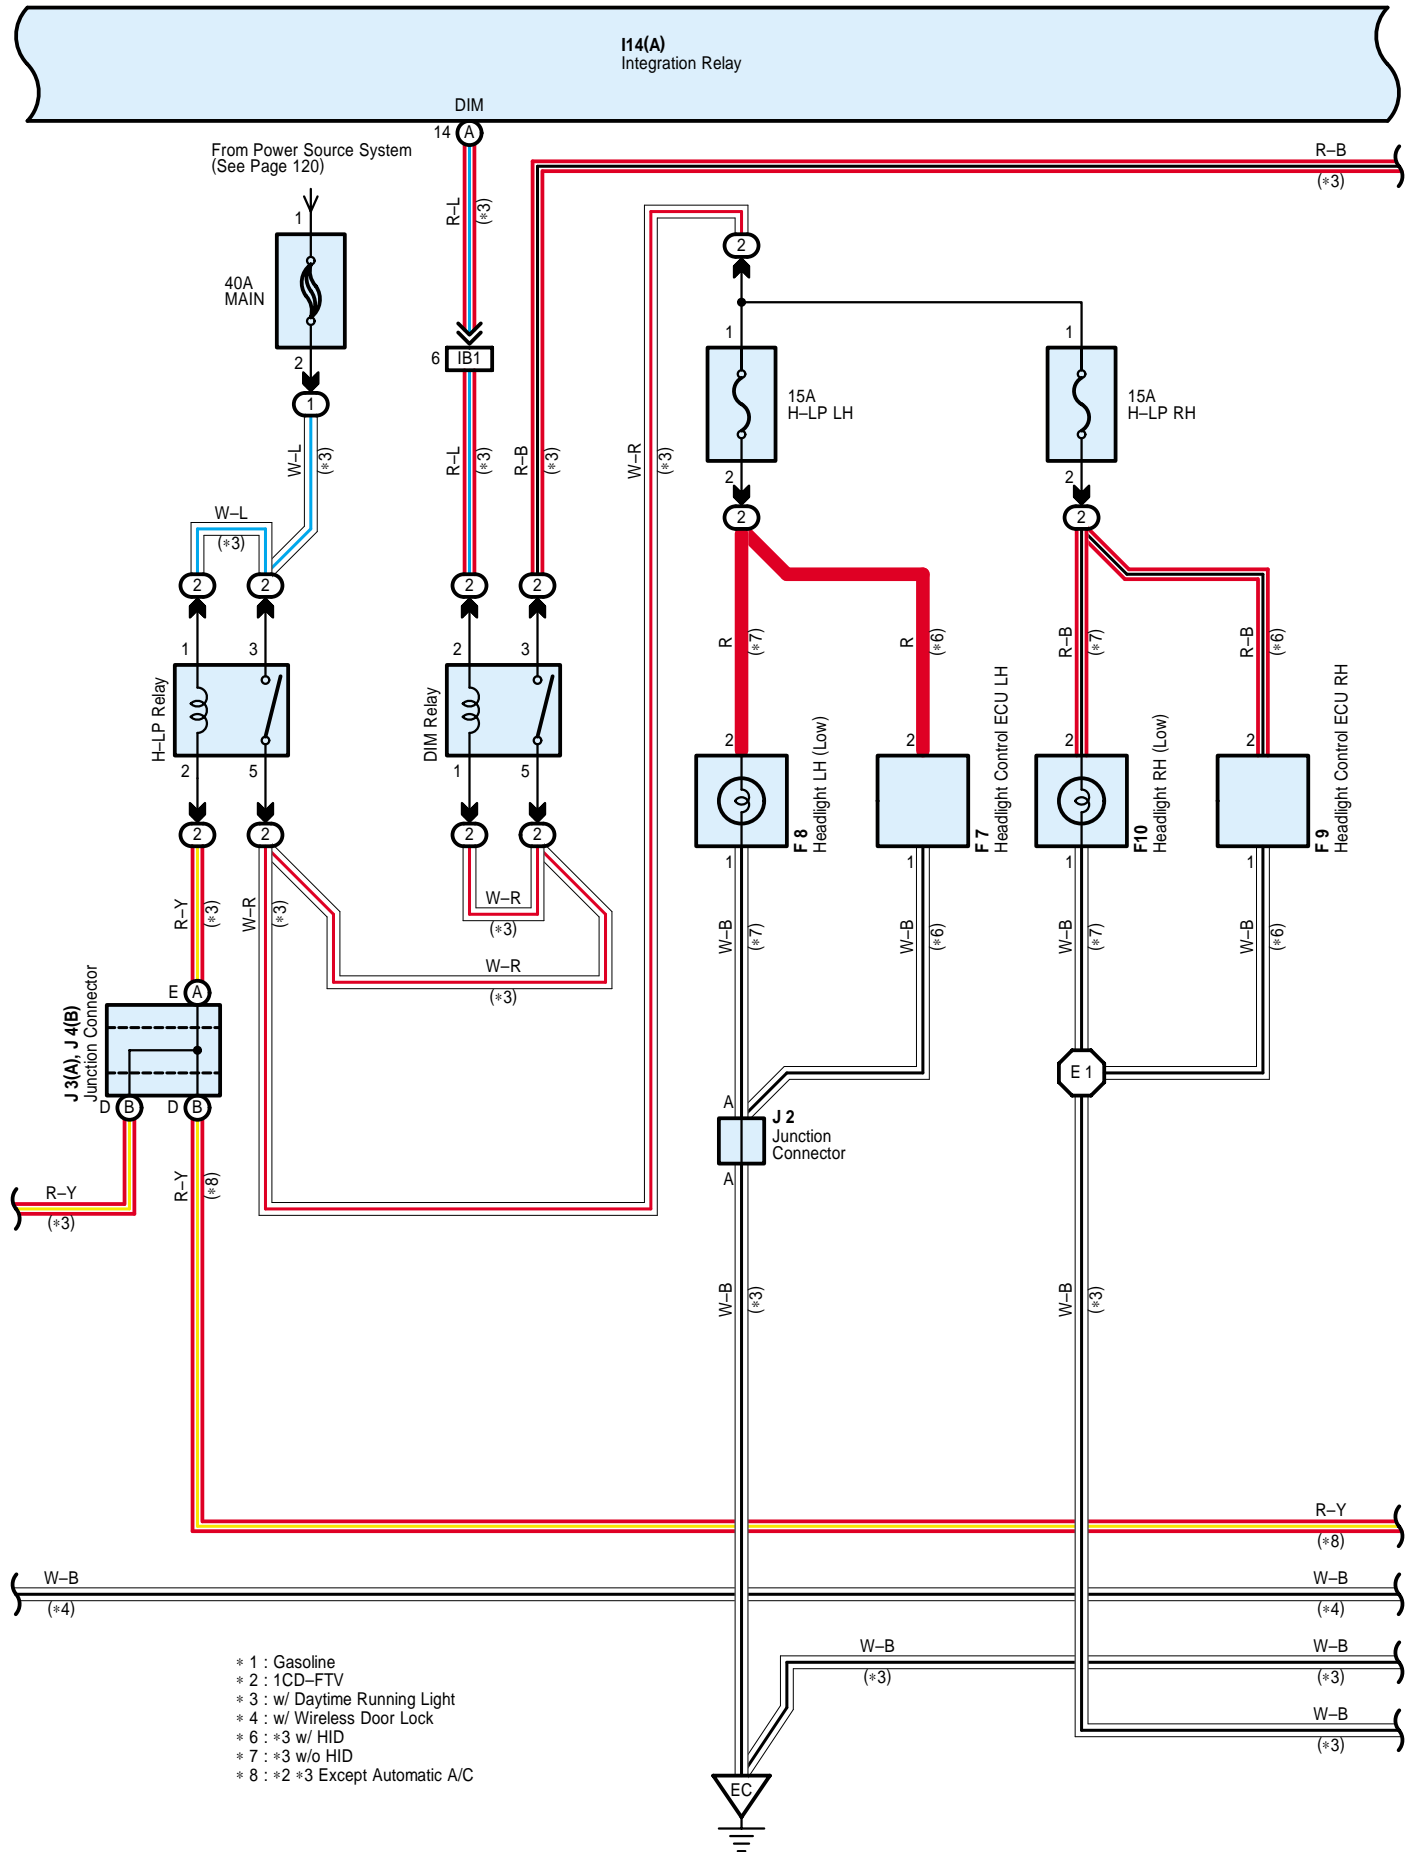 I14(A)
Integration Relay
DIM
14 A
From Power Source System
(See Page 120)
R–B
(∗3)
1
R–L
(∗3)
2
40A
MAIN
1
1
2
6 IB1
15A
H–LP LH
15A
H–LP RH
1
W–L
(∗3)
R–L
(∗3)
R–B
(∗3)
W–R
(∗3)
2
2
W–L
(∗3)
2
2
2
2
2
2
1
3
2
3
R
(∗7)
R
(∗6)
R–B
(∗7)
R–B
(∗6)
H–LP Relay
DIM Relay
2
2
2
2
2
5
1
5
F 8
Headlight LH (Low)
F 7
Headlight Control ECU LH
F10
Headlight RH (Low)
F 9
Headlight Control ECU RH
2
2
2
2
1
1
1
1
R–Y
(∗3)
W–R
(∗3)
W–R
(∗3)
W–R
(∗3)
W–B
(∗7)
W–B
(∗6)
W–B
(∗7)
W–B
(∗6)
E A
J 3(A), J 4(B)
Junction Connector
D B
D B
E 1
A
J 2
Junction
Connector
A
R–Y
(∗3)
R–Y
(∗8)
W–B
(∗3)
W–B
(∗3)
R–Y
(∗8)
W–B
(∗4)
W–B
(∗4)
W–B
(∗3)
W–B
(∗3)
W–B
(∗3)
∗ 1 : Gasoline
∗ 2 : 1CD–FTV
∗ 3 : w/ Daytime Running Light
∗ 4 : w/ Wireless Door Lock
∗ 6 : ∗3 w/ HID
∗ 7 : ∗3 w/o HID
∗ 8 : ∗2 ∗3 Except Automatic A/C
EC